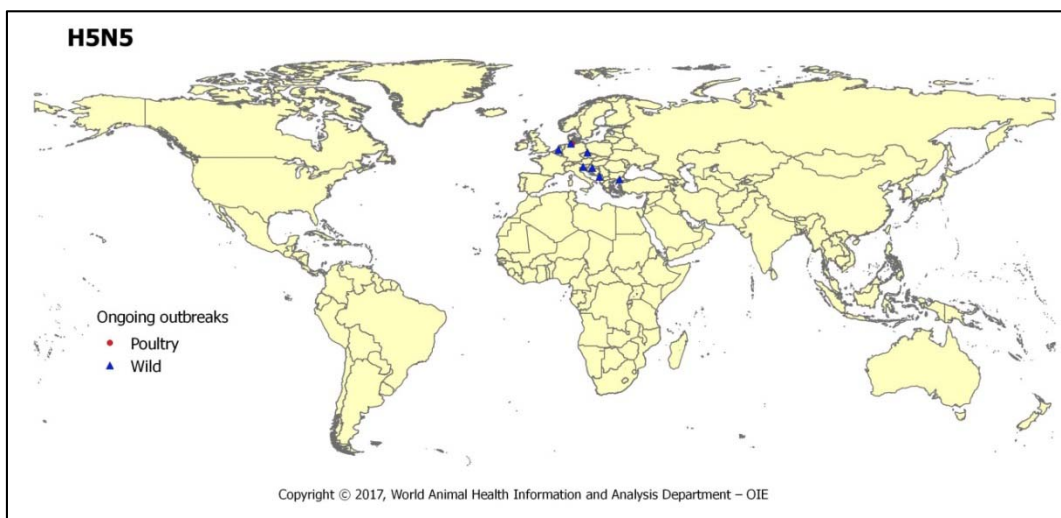 H5N5
Ongoing outbreaks
Poultry
Wild
Copyright © 2017, World Animal Health Information and Analysis Department – OIE